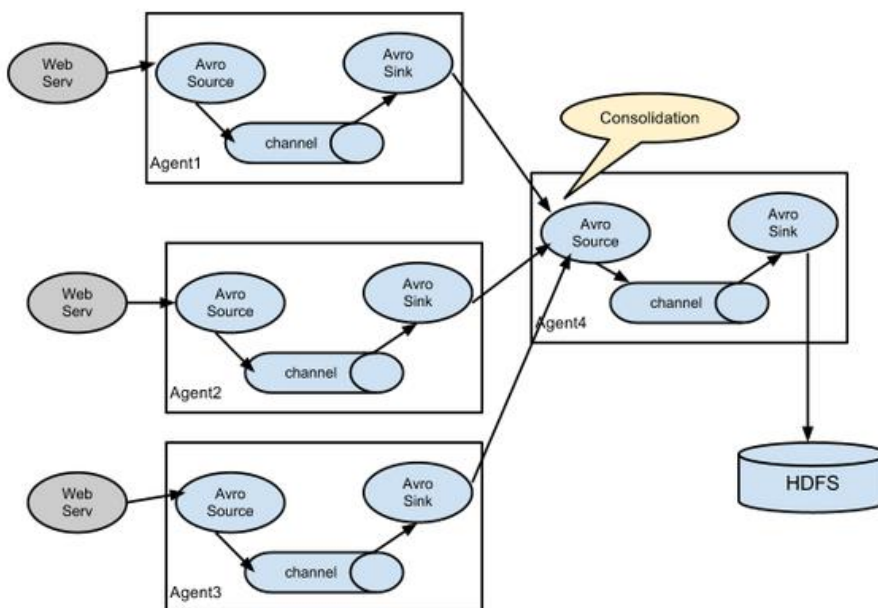 Web
Serv
Avro
Source
Avro
Sink
channel
Agent1
Consolidation
Web
Serv
Avro
Source
Avro
Sink
channel
Agent2
Avro
Source
Avro
Sink
channel
Agent4
Web
Serv
Avro
Source
Avro
Sink
channel
Agent3
HDFS